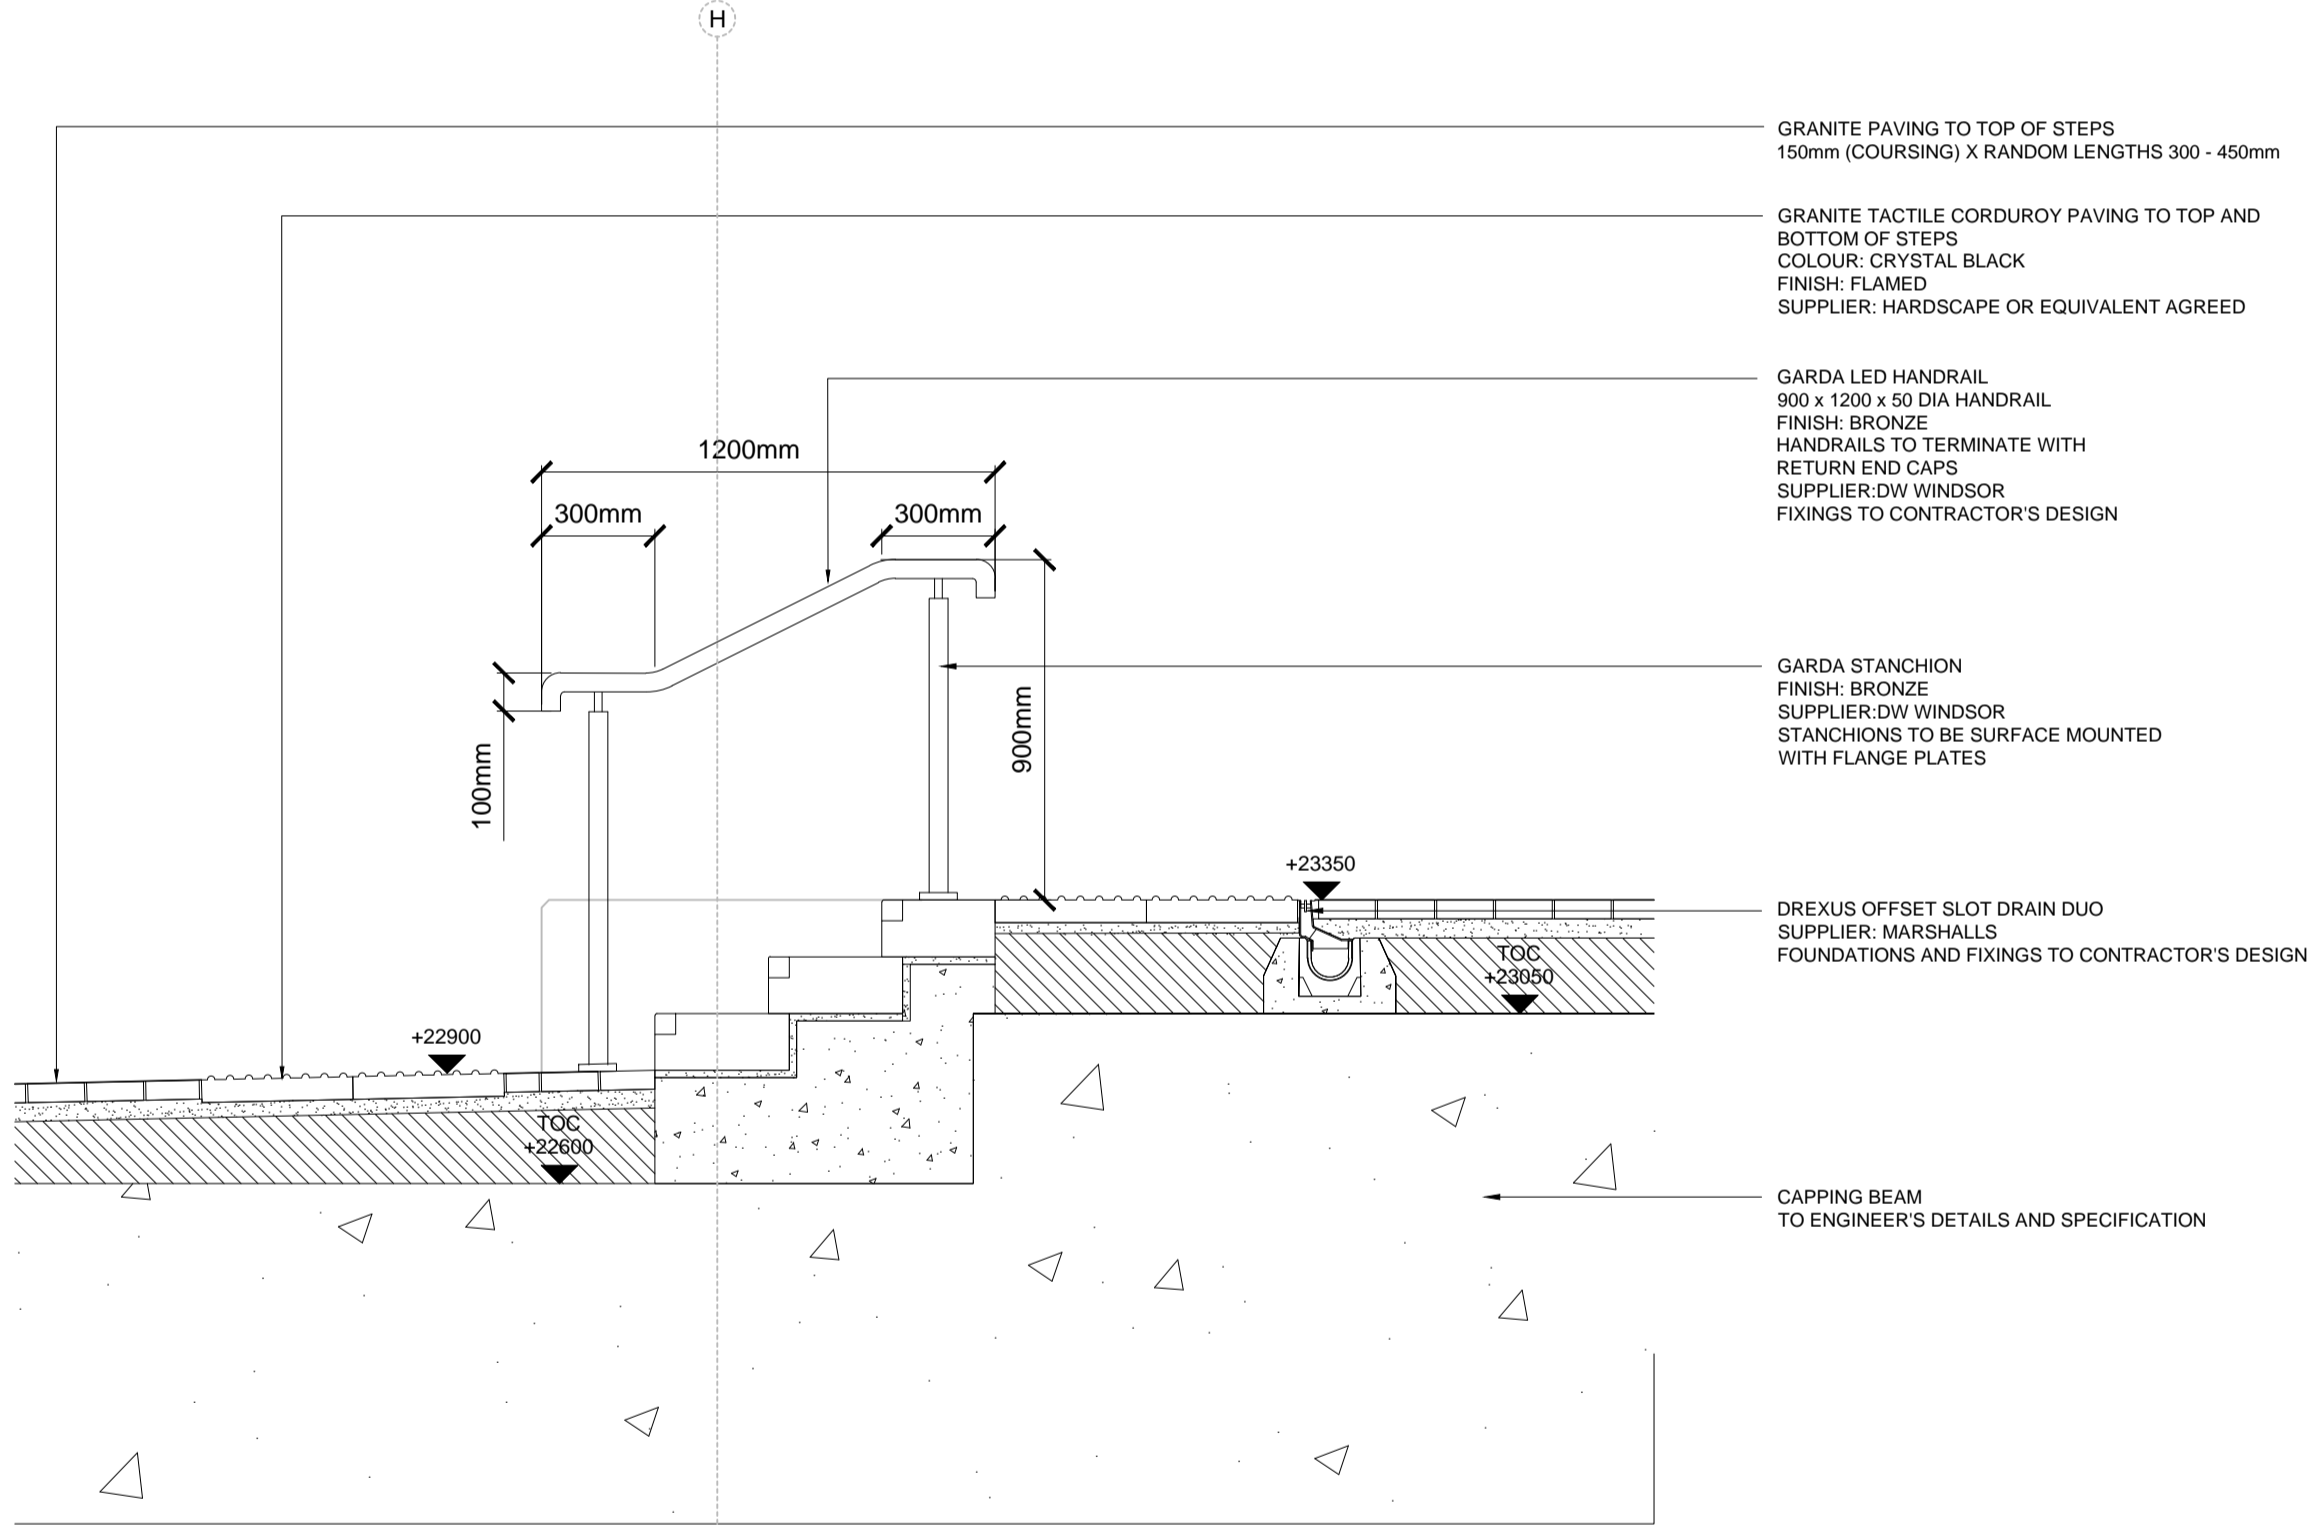 H
GRANITE PAVING TO TOP OF STEPS
150mm (COURSING) X RANDOM LENGTHS 300 - 450mm
GRANITE TACTILE CORDUROY PAVING TO TOP AND
BOTTOM OF STEPS
COLOUR: CRYSTAL BLACK
FINISH: FLAMED
SUPPLIER: HARDSCAPE OR EQUIVALENT AGREED
GARDA LED HANDRAIL
900 x 1200 x 50 DIA HANDRAIL
FINISH: BRONZE
HANDRAILS TO TERMINATE WITH
RETURN END CAPS
SUPPLIER:DW WINDSOR
FIXINGS TO CONTRACTOR'S DESIGN
1200mm
300mm
300mm
100mm
900mm
GARDA STANCHION
FINISH: BRONZE
SUPPLIER:DW WINDSOR
STANCHIONS TO BE SURFACE MOUNTED
WITH FLANGE PLATES
+23350
DREXUS OFFSET SLOT DRAIN DUO
SUPPLIER: MARSHALLS
FOUNDATIONS AND FIXINGS TO CONTRACTOR'S DESIGN
TOC
+23050
+22900
TOC
+22600
CAPPING BEAM
TO ENGINEER'S DETAILS AND SPECIFICATION